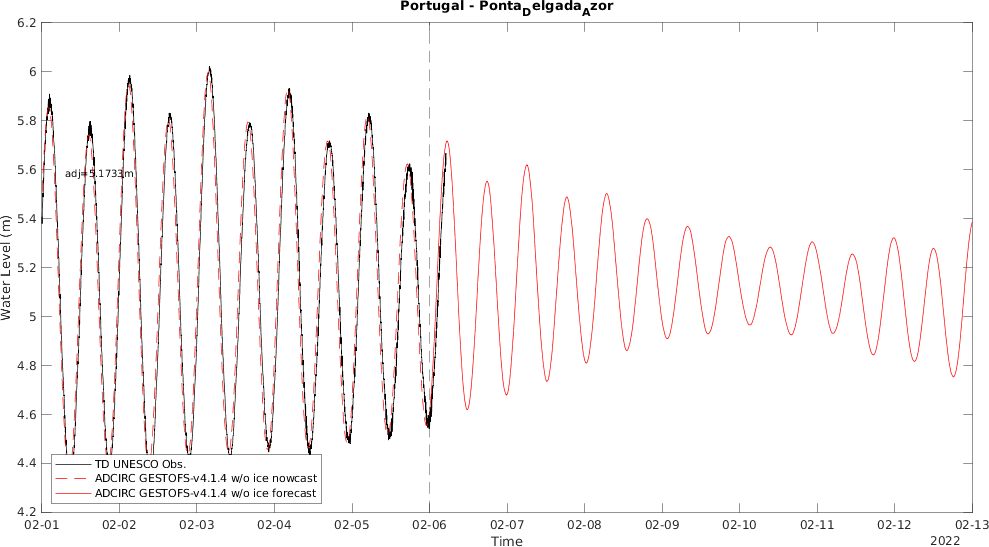 Portugal - Ponta_Delgada_Azor
6.2
6
5.8
5.6
5.4
5.2
5
4.8
4.6
4.4
4.2
Water Level (m)
adj=5.1733m
TD UNESCO Obs.
ADCIRC GESTOFS-v4.1.4 w/o ice nowcast
ADCIRC GESTOFS-v4.1.4 w/o ice forecast
02-01 02-02 02-03 02-04 02-05 02-06 02-07 02-08 02-09 02-10 02-11 02-12 02-13
Time
2022